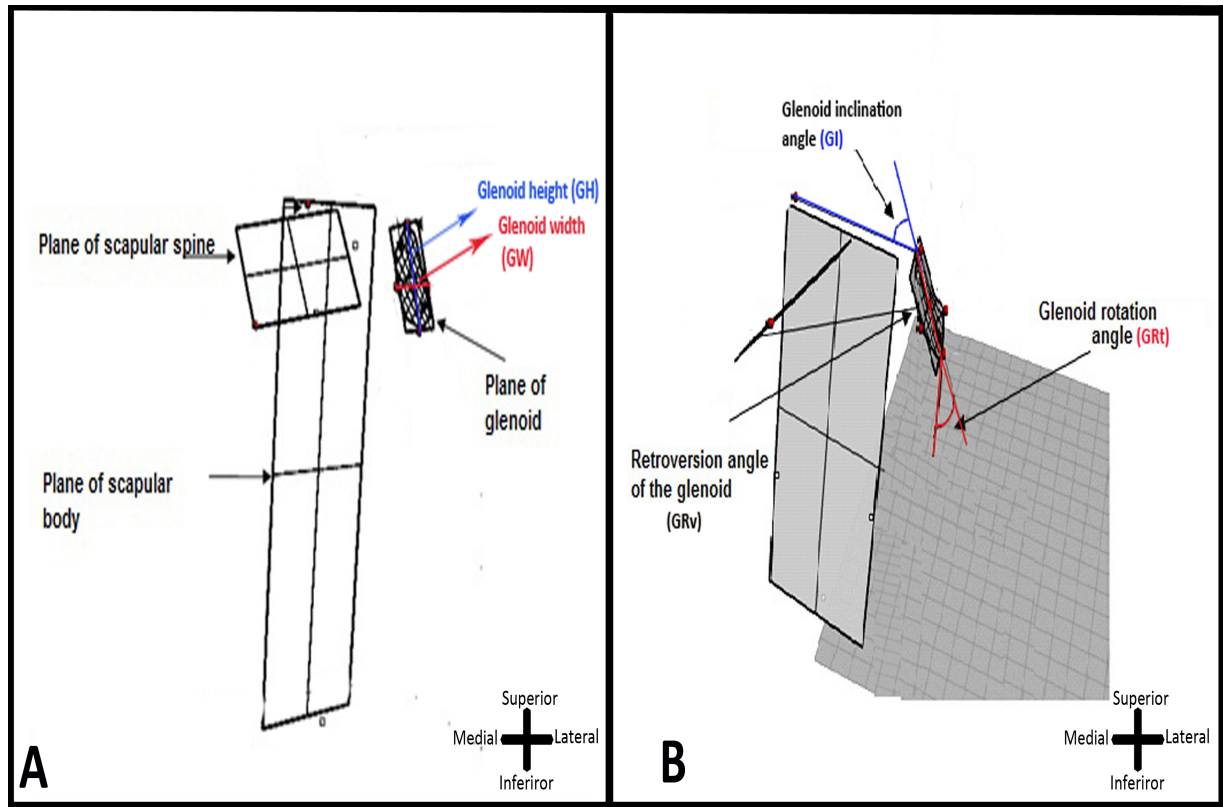 Glenoid height (GH)
Glenoid width
(GW)
Plane of scapular spine
Plane of
glenoid
Plane of scapular
body
Superior
Medial
Lateral
Inferiror
A
Glenoid inclination
angle (GI)
Glenoid rotation
angle (GRt)
Retroversion angle
of the glenoid
(GRv)
Superior
Medial
Lateral
Inferiror
B